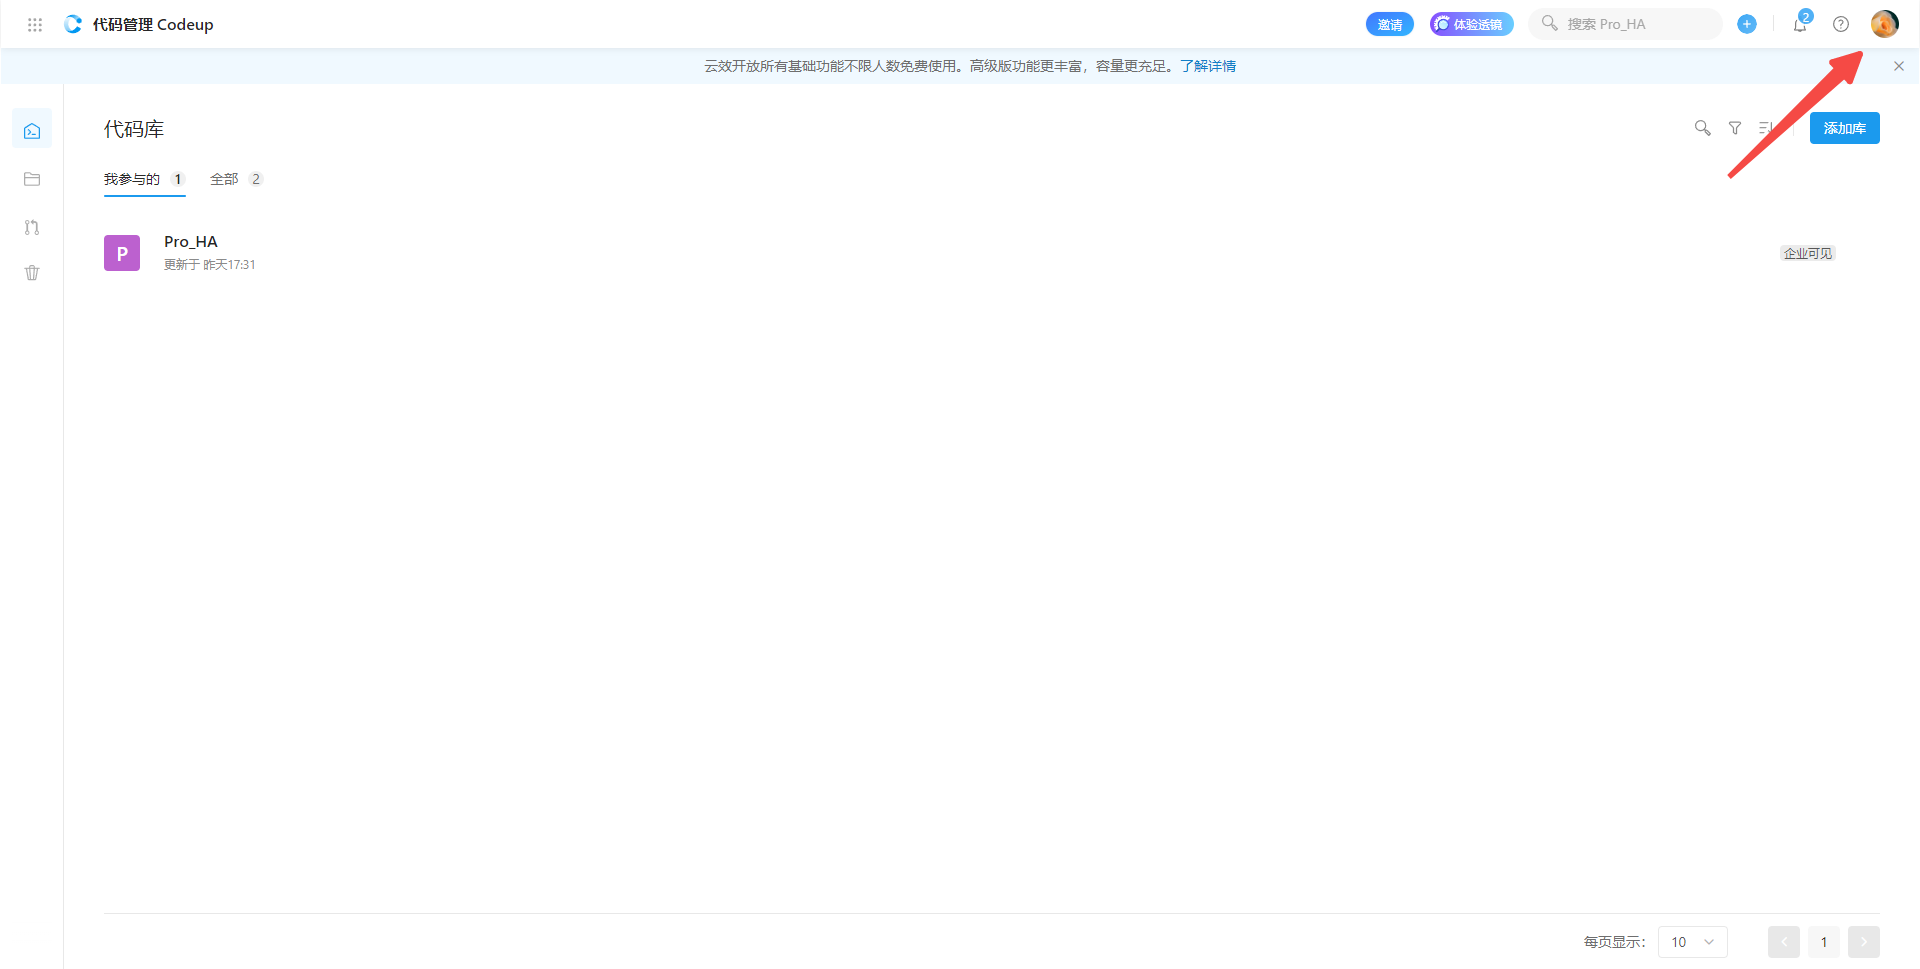 代码管理 Codeup
邀请
体验透镜
搜索 Pro_HA
2
云效开放所有基础功能不限人数免费使用。高级版功能更丰富，容量更充足。了解详情
代码库
添加库
我参与的 1 全部 2
P
Pro_HA
更新于 昨天17:31
企业可见
每页显示： 10
1